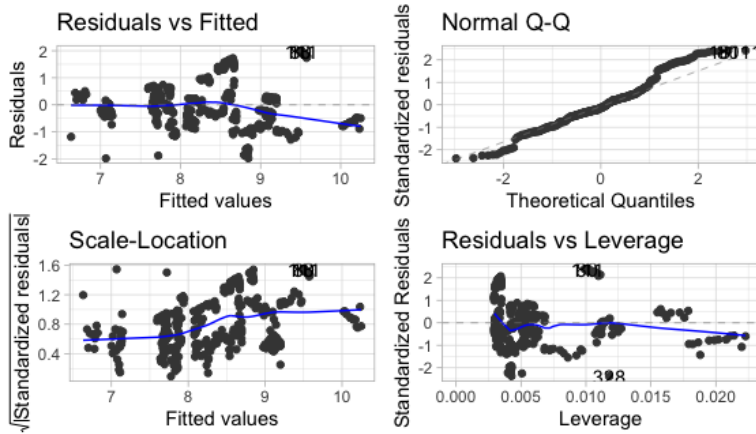 Residuals vs Fitted
Residuals
2
1
0
-1
-2
7
8
9
10
Fitted values
Normal Q-Q
Standardized residuals
2
1
0
-1
-2
-2
0
2
Theoretical Quantiles
Scale-Location
√|Standardized residuals|
1.6
1.2
0.8
0.4
7
8
9
10
Fitted values
Residuals vs Leverage
Standardized Residuals
2
1
0
-1
-2
0.000
0.005
0.010
0.015
0.020
Leverage